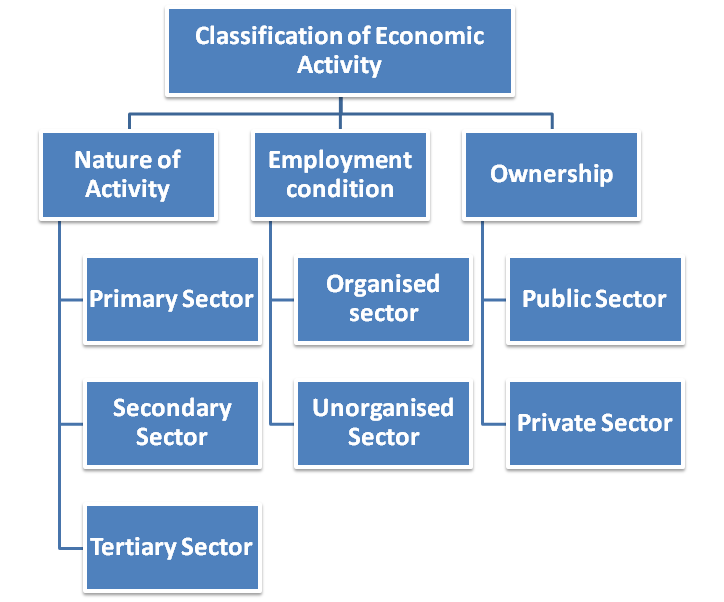 Classification of Economic
Activity
Nature of
Activity
Employment
condition
Ownership
Primary Sector
Organised
sector
Public Sector
Secondary
Sector
Unorganised
Sector
Private Sector
Tertiary Sector